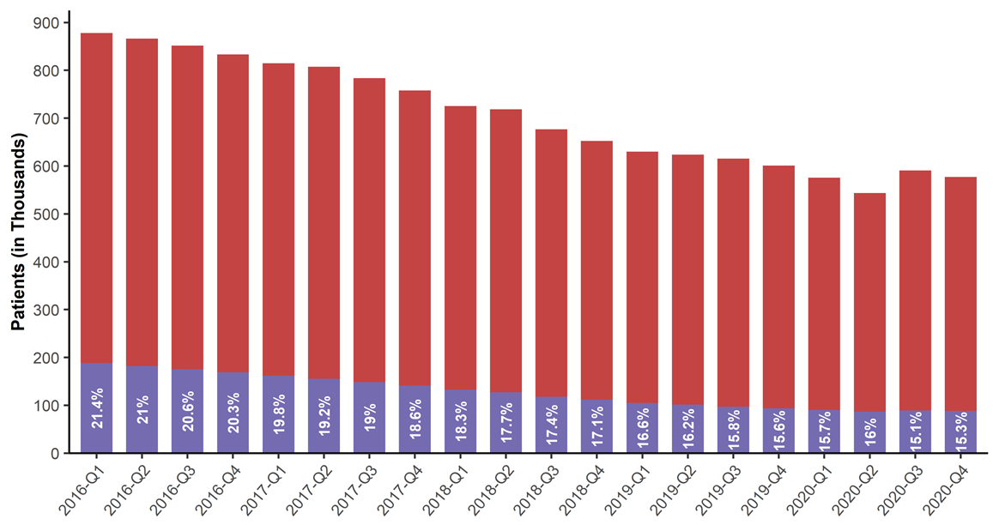 Patients (in Thousands)
900
800
700
600
500
400
300
200
100
0
21.4%
21%
20.6%
20.3%
19.8%
19.2%
19%
18.6%
18.3%
17.7%
17.4%
17.1%
16.6%
16.2%
15.8%
15.6%
15.7%
16%
15.1%
15.3%
2016-Q1
2016-Q2
2016-Q3
2016-Q4
2017-Q1
2017-Q2
2017-Q3
2017-Q4
2018-Q1
2018-Q2
2018-Q3
2018-Q4
2019-Q1
2019-Q2
2019-Q3
2019-Q4
2020-Q1
2020-Q2
2020-Q3
2020-Q4